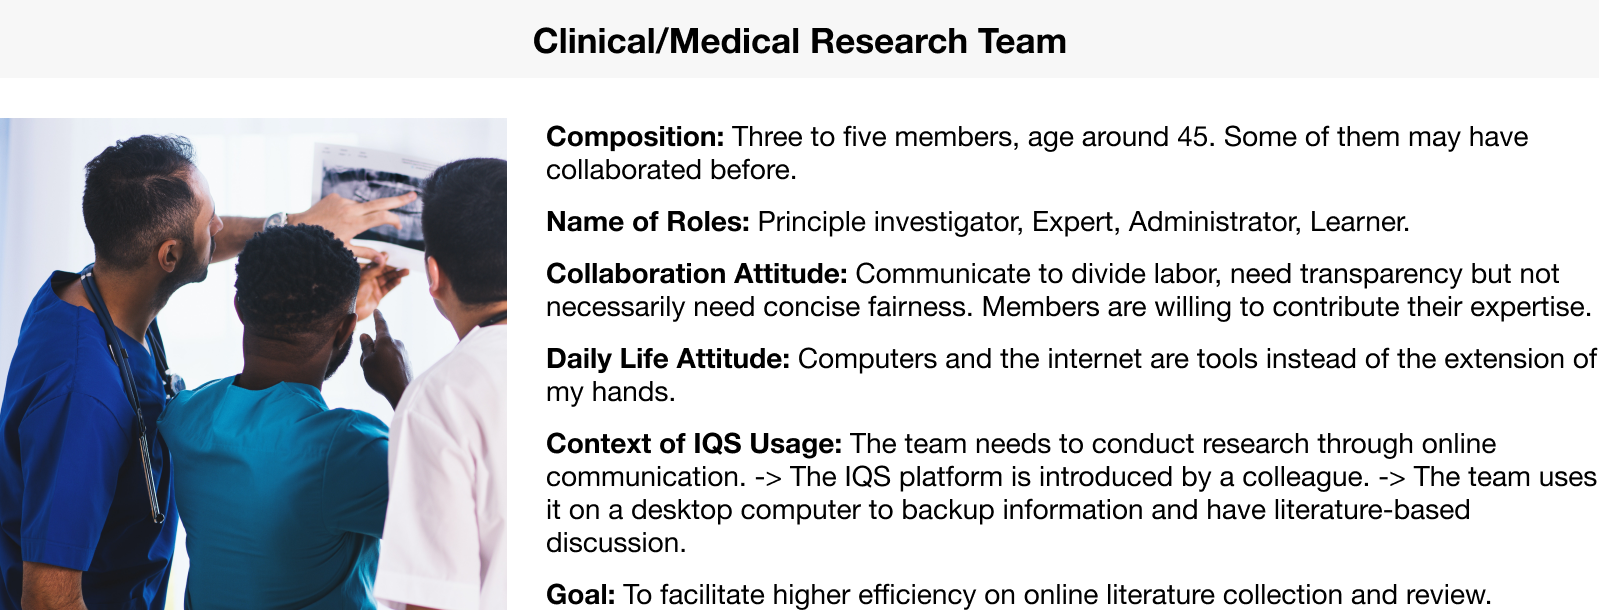 Clinical/Medical Research Team
Composition: Three to five members, age around 45. Some of them may have
collaborated before.
Name of Roles: Principle investigator, Expert, Administrator, Learner.
Collaboration Attitude: Communicate to divide labor, need transparency but not
necessarily need concise fairness. Members are willing to contribute their expertise.
Daily Life Attitude: Computers and the internet are tools instead of the extension of
my hands.
Context of IQS Usage: The team needs to conduct research through online
communication. -> The IQS platform is introduced by a colleague. -> The team uses
it on a desktop computer to backup information and have literature-based
discussion.
Goal: To facilitate higher efficiency on online literature collection and review.